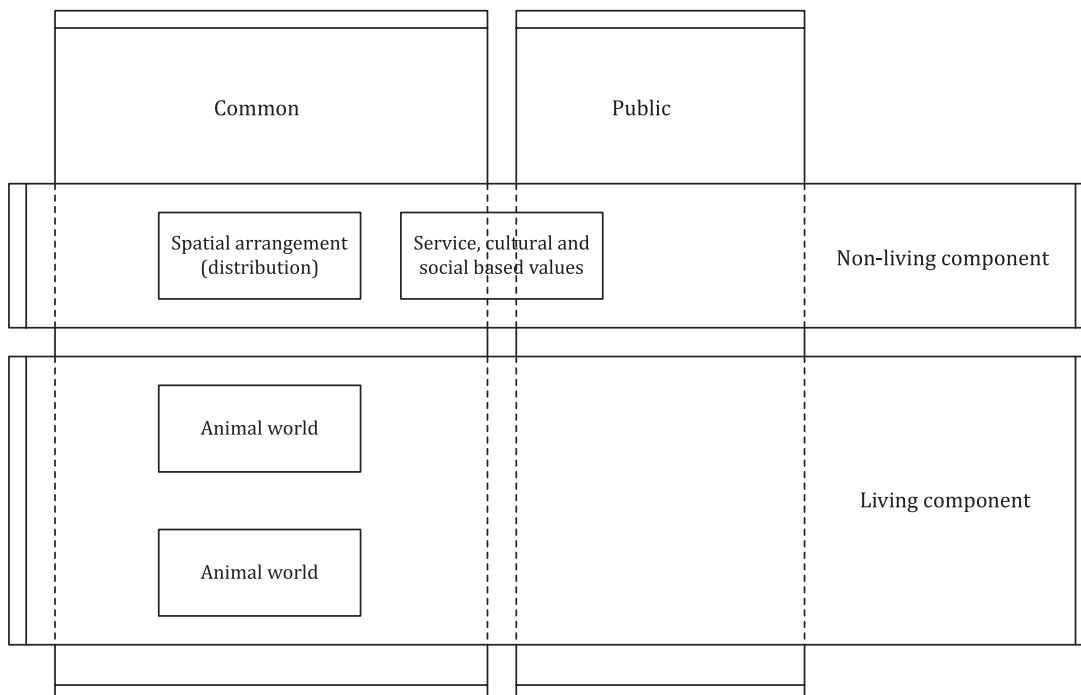 Common
Public
Spatial arrangement
(distribution)
Service, cultural and
social based values
Non-living component
Animal world
Living component
Animal world